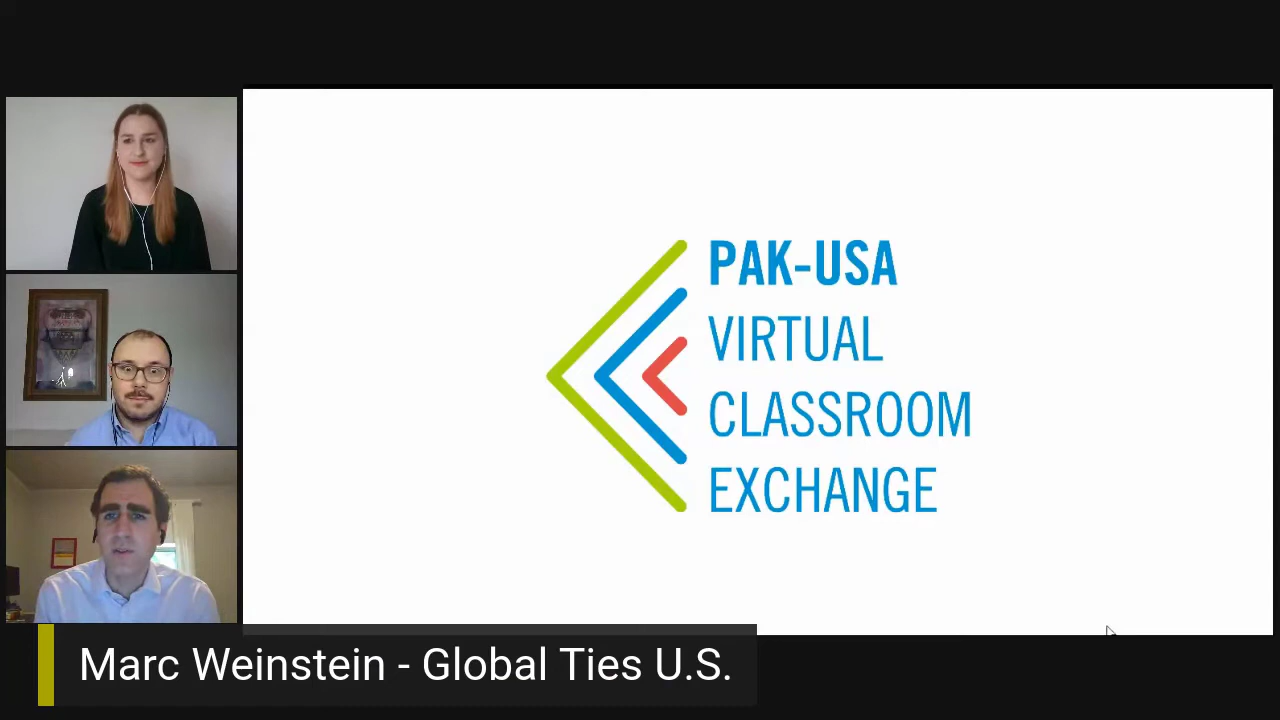 PAK-USA
VIRTUAL
CLASSROOM
EXCHANGE
Marc Weinstein - Global Ties U.S.